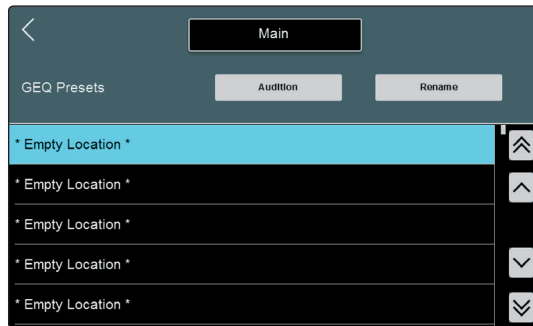 Main
GEQ Presets
Audition
Rename
* Empty Location *
* Empty Location *
* Empty Location *
* Empty Location *
* Empty Location *